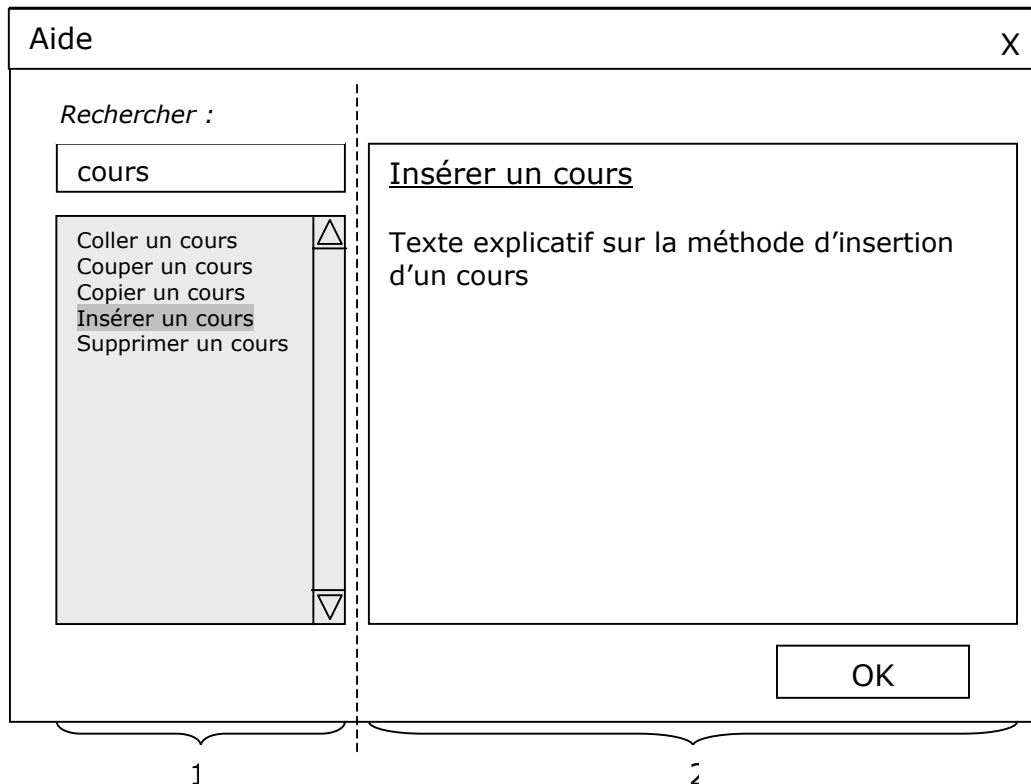 Aide
X
Rechercher :
cours
Coller un cours
Couper un cours
Copier un cours
Insérer un cours
Supprimer un cours
Insérer un cours
Texte explicatif sur la méthode d’insertion
d’un cours
OK
1
2